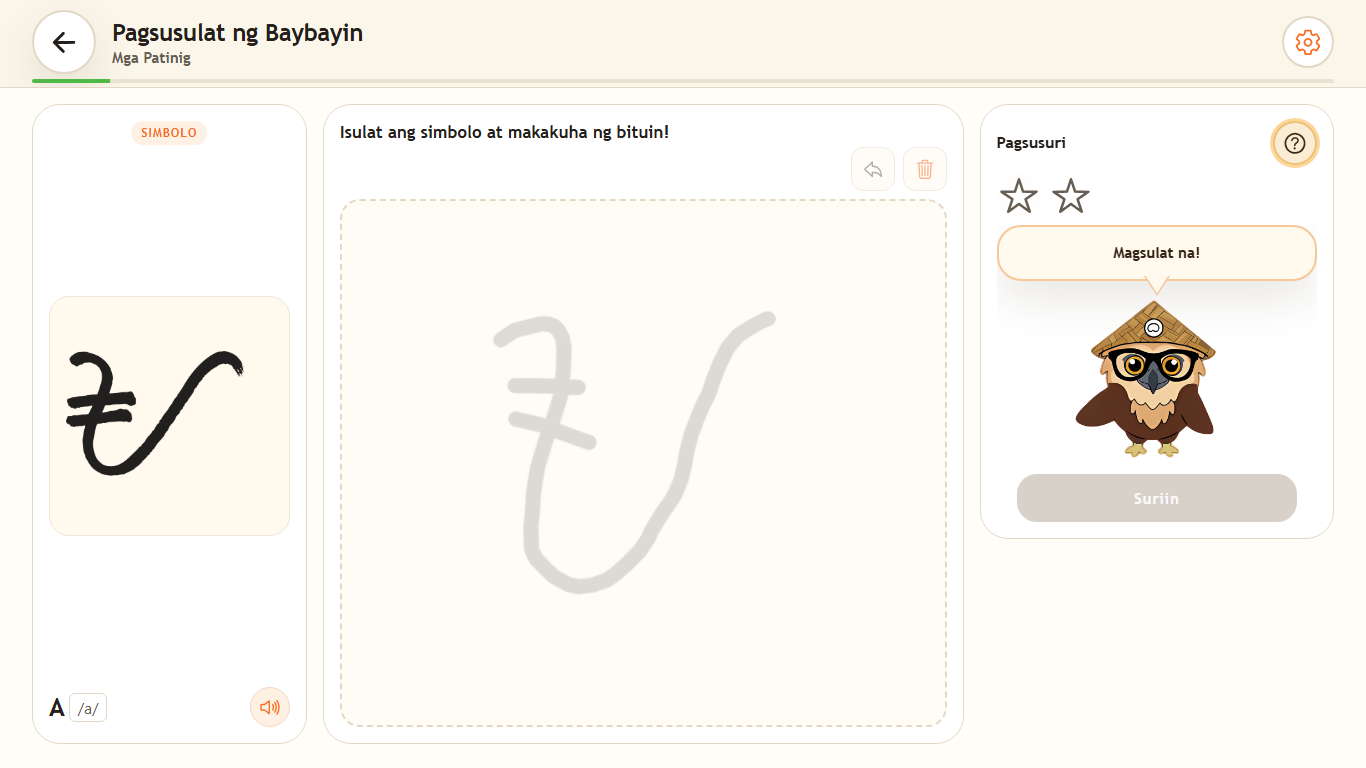 Pagsusulat ng Baybayin
Mga Patinig
SIMBOLO
ᜀ
A /a/
Isulat ang simbolo at makakuha ng bituin!
ᜀ
Pagsusuri
Magsulat na!
Suriin